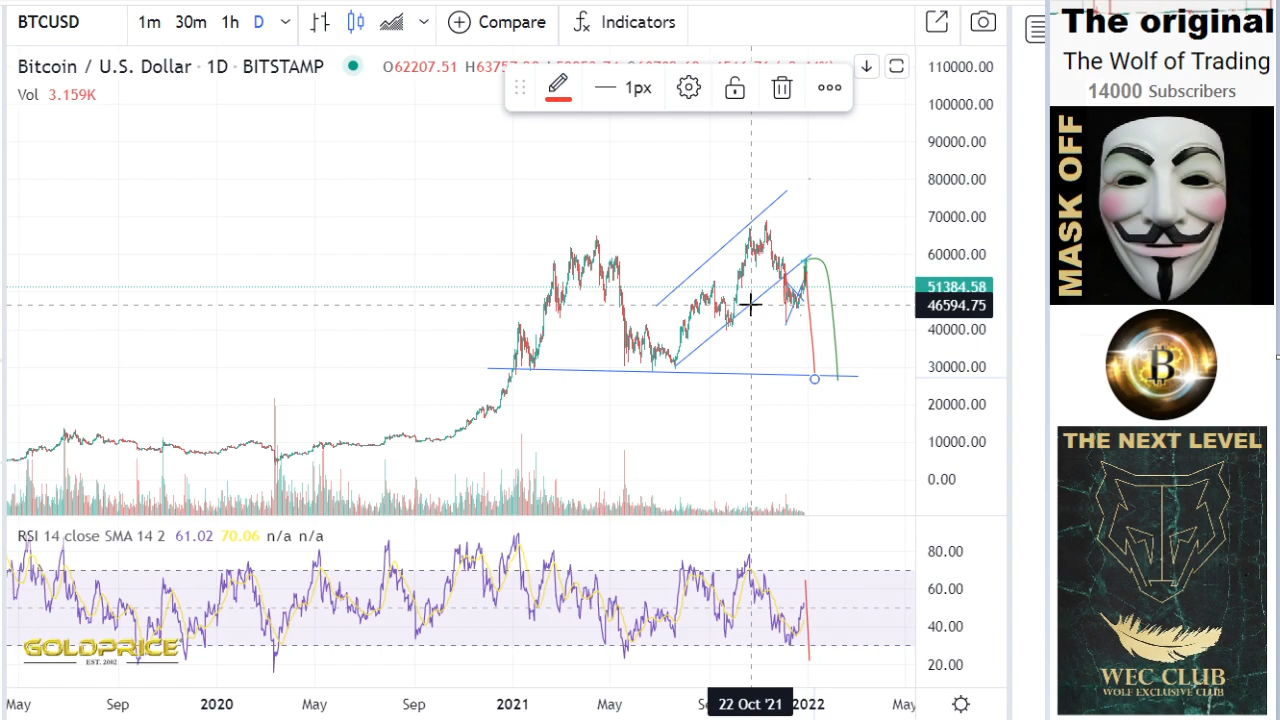 BTCUSD
1m 30m 1h D
Compare
Indicators
Bitcoin / U.S. Dollar · 1D · BITSTAMP
O62207.51
Vol 3.159K
1px
110000.00
100000.00
90000.00
80000.00
70000.00
60000.00
51384.58
46594.75
40000.00
30000.00
20000.00
10000.00
0.00
RSI 14 close SMA 14 2 61.02 70.06 n/a n/a
80.00
60.00
40.00
20.00
GOLDPRICE
EST. 2002
May Sep 2020 May Sep 2021 May 22 Oct '21 2022 May
The original
The Wolf of Trading
14000 Subscribers
MASK OFF
THE NEXT LEVEL
WEC CLUB
WOLF EXCLUSIVE CLUB